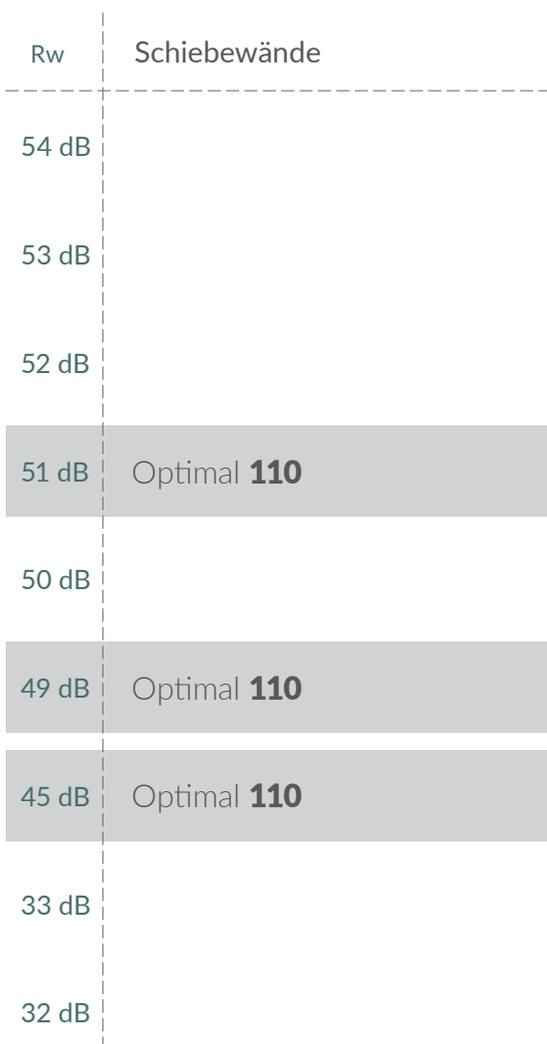 Rw Schiebewände
54 dB
53 dB
52 dB
51 dB Optimal 110
50 dB
49 dB Optimal 110
45 dB Optimal 110
33 dB
32 dB